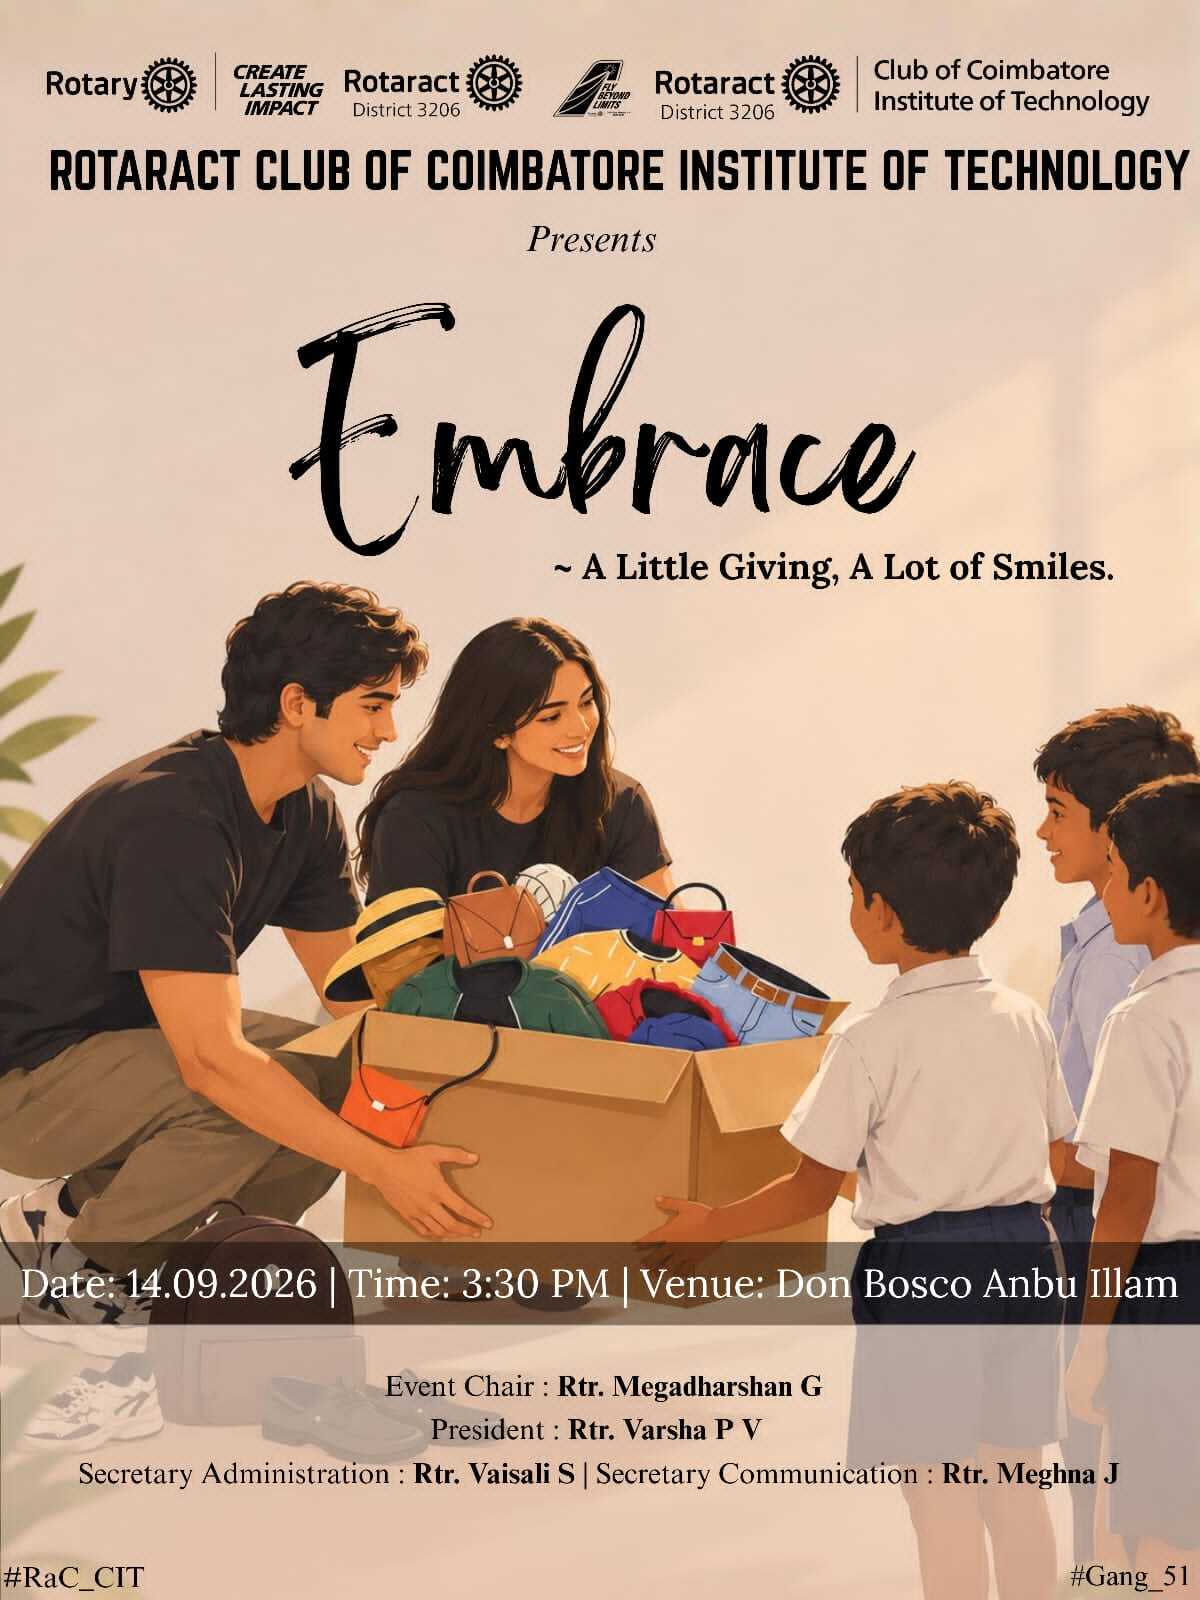 Rotary
CREATE
LASTING
IMPACT
Rotaract
District 3206
FLY
BEYOND
LIMITS
Rotaract
District 3206
Club of Coimbatore
Institute of Technology
ROTARACT CLUB OF COIMBATORE INSTITUTE OF TECHNOLOGY
Presents
Embrace
~ A Little Giving, A Lot of Smiles.
Date: 14.09.2026 | Time: 3:30 PM | Venue: Don Bosco Anbu Illam
Event Chair : Rtr. Megadharshan G
President : Rtr. Varsha P V
Secretary Administration : Rtr. Vaisali S | Secretary Communication : Rtr. Meghna J
#RaC_CIT
#Gang_51